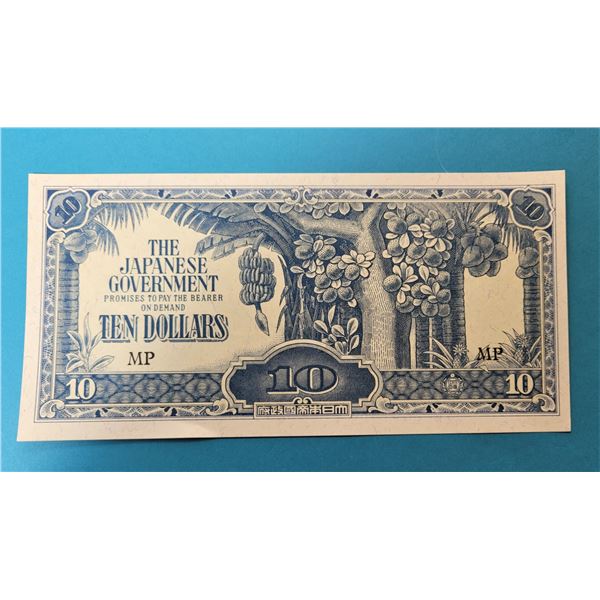 10
10
THE
JAPANESE
GOVERNMENT
PROMISES TO PAY THE BEARER
ON DEMAND
TEN DOLLARS
MP
MP
10
10
10
大日本帝國政府